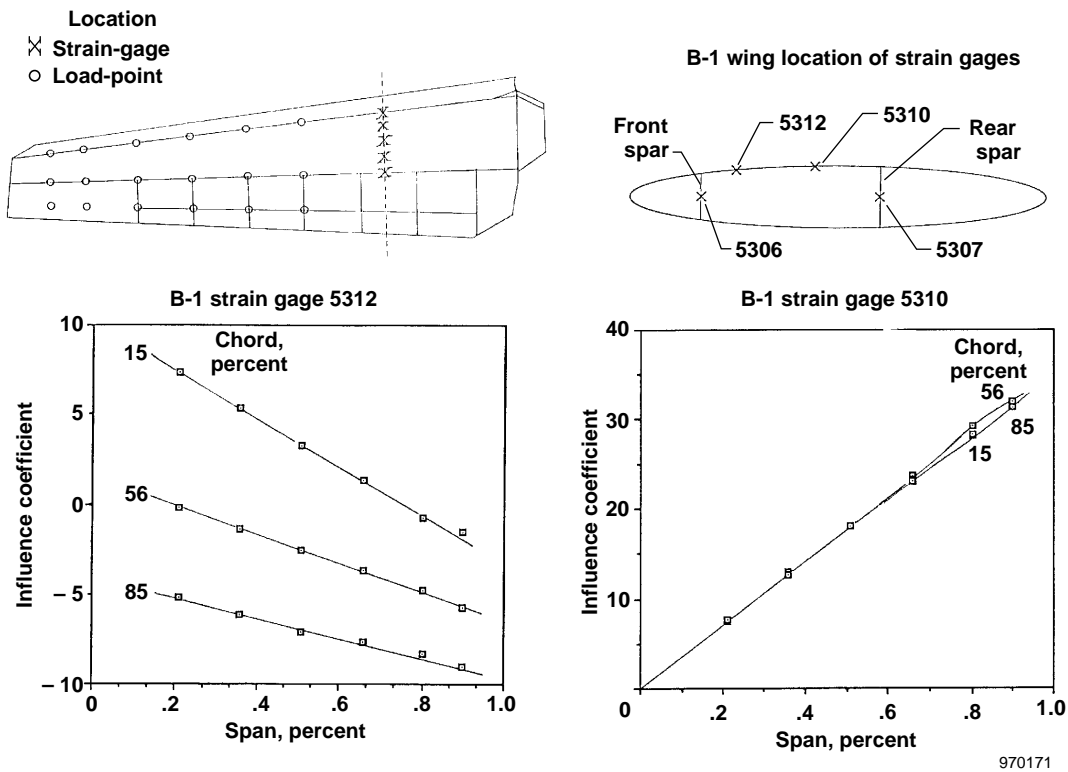 Location
Strain-gage
Load-point
B-1 wing location of strain gages
Front
spar
5312
5310
Rear
spar
5306
5307
B-1 strain gage 5312
Influence coefficient
10
5
0
– 5
– 10
15
56
85
Chord,
percent
0
.2
.4
.6
.8
1.0
Span, percent
B-1 strain gage 5310
Influence coefficient
40
30
20
10
0
Chord,
percent
56
85
15
.2
.4
.6
.8
1.0
Span, percent
970171